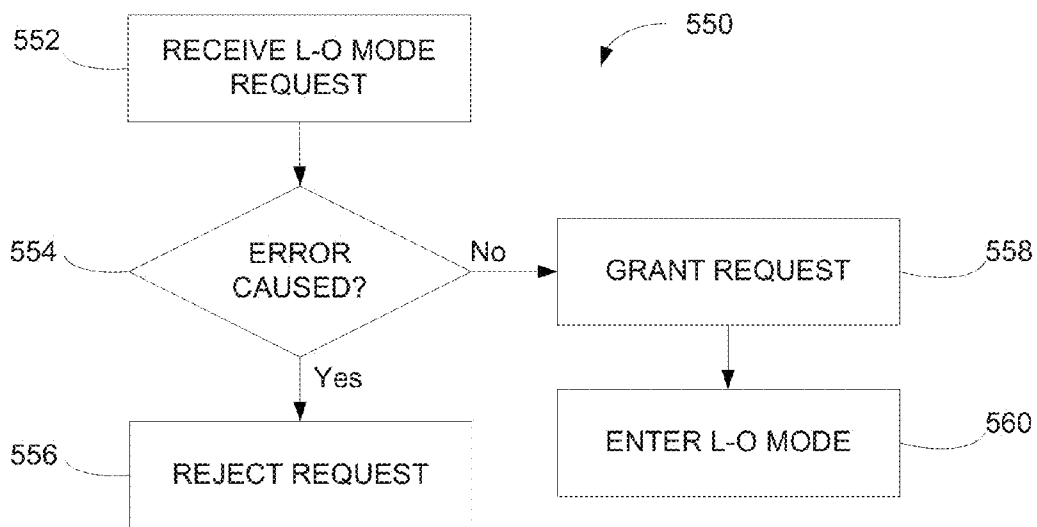 552
RECEIVE L-O MODE
REQUEST
550
554
ERROR
CAUSED?
No
GRANT REQUEST
558
Yes
556
REJECT REQUEST
ENTER L-O MODE
560